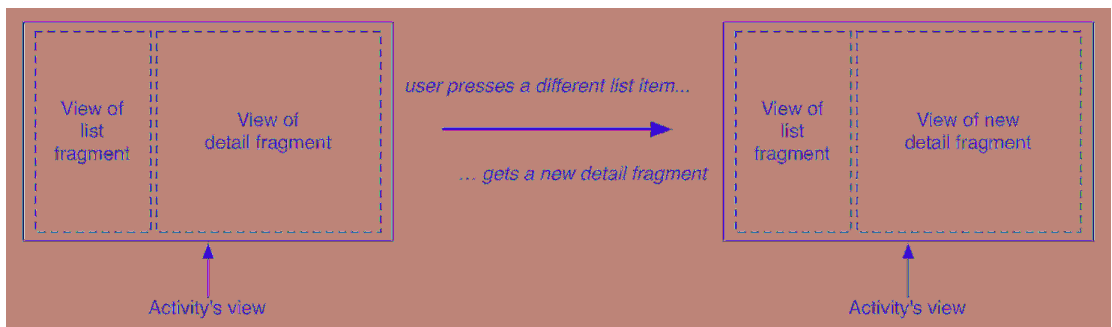 View of
list
fragment
View of
detail fragment
user presses a different list item...
... gets a new detail fragment
View of
list
fragment
View of new
detail fragment
Activity's view
Activity's view